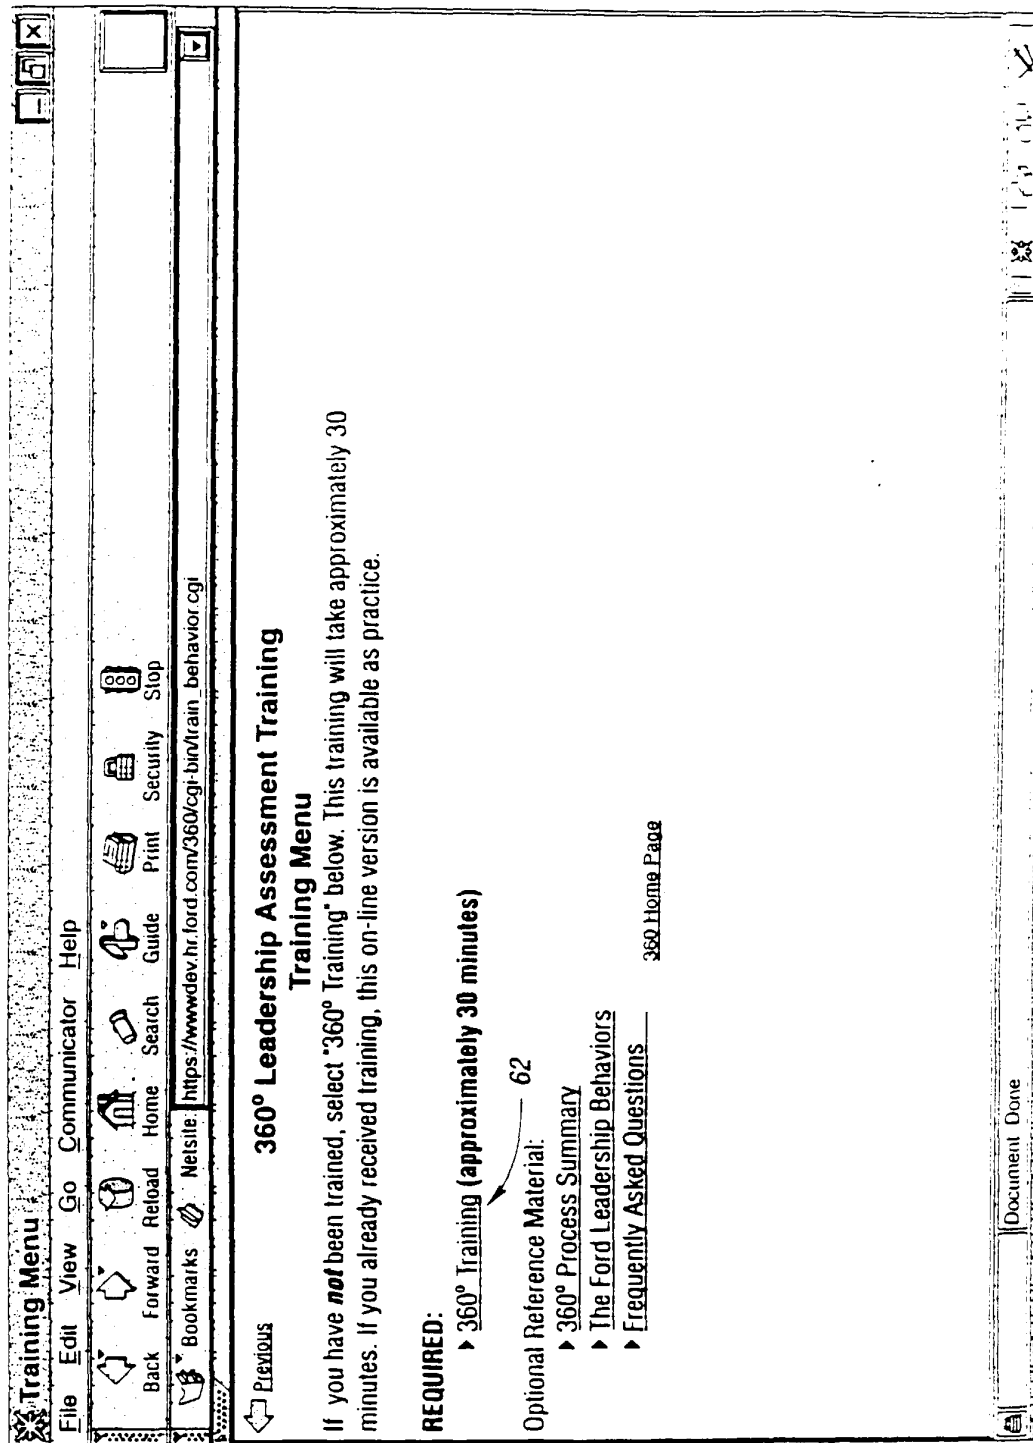 Training Menu
File Edit View Go Communicator Help
Back Forward Reload Home Search Guide Print Security Stop
Bookmarks Netsite: https://wwwdev.hr.ford.com/360/cgi-bin/train_behavior.cgi
Previous
360º Leadership Assessment Training
Training Menu
If you have not been trained, select "360º Training" below. This training will take approximately 30
minutes. If you already received training, this on-line version is available as practice.
REQUIRED:
360º Training (approximately 30 minutes)
62
Optional Reference Material:
360º Process Summary
The Ford Leadership Behaviors
Frequently Asked Questions
360 Home Page
Document Done